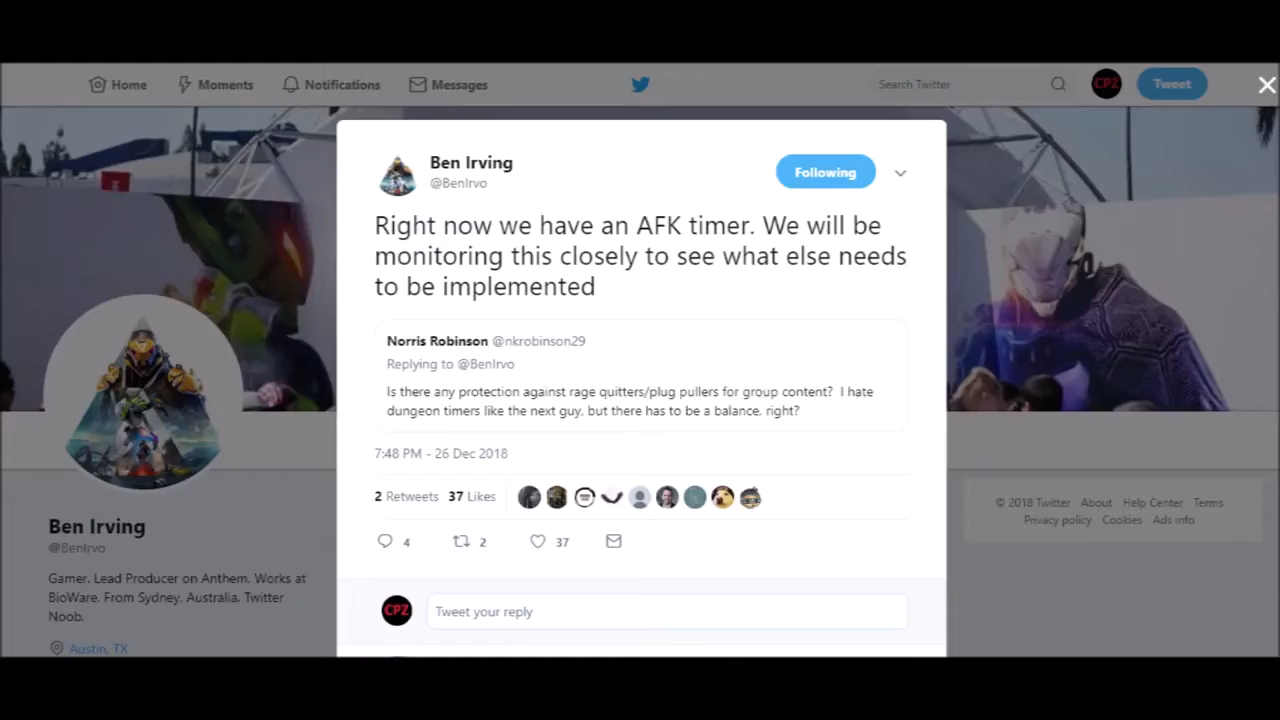 Home Moments Notifications Messages Search Twitter CPZ Tweet
Ben Irving
@BenIrvo
Following
Right now we have an AFK timer. We will be
monitoring this closely to see what else needs
to be implemented
Norris Robinson @nkrobinson29
Replying to @BenIrvo
Is there any protection against rage quitters/plug pullers for group content? I hate
dungeon timers like the next guy, but there has to be a balance, right?
7:48 PM - 26 Dec 2018
2 Retweets 37 Likes
4 2 37
CPZ Tweet your reply
Ben Irving
@BenIrvo
Gamer. Lead Producer on Anthem. Works at
BioWare. From Sydney, Australia. Twitter
Noob.
Austin, TX
© 2018 Twitter About Help Center Terms
Privacy policy Cookies Ads info